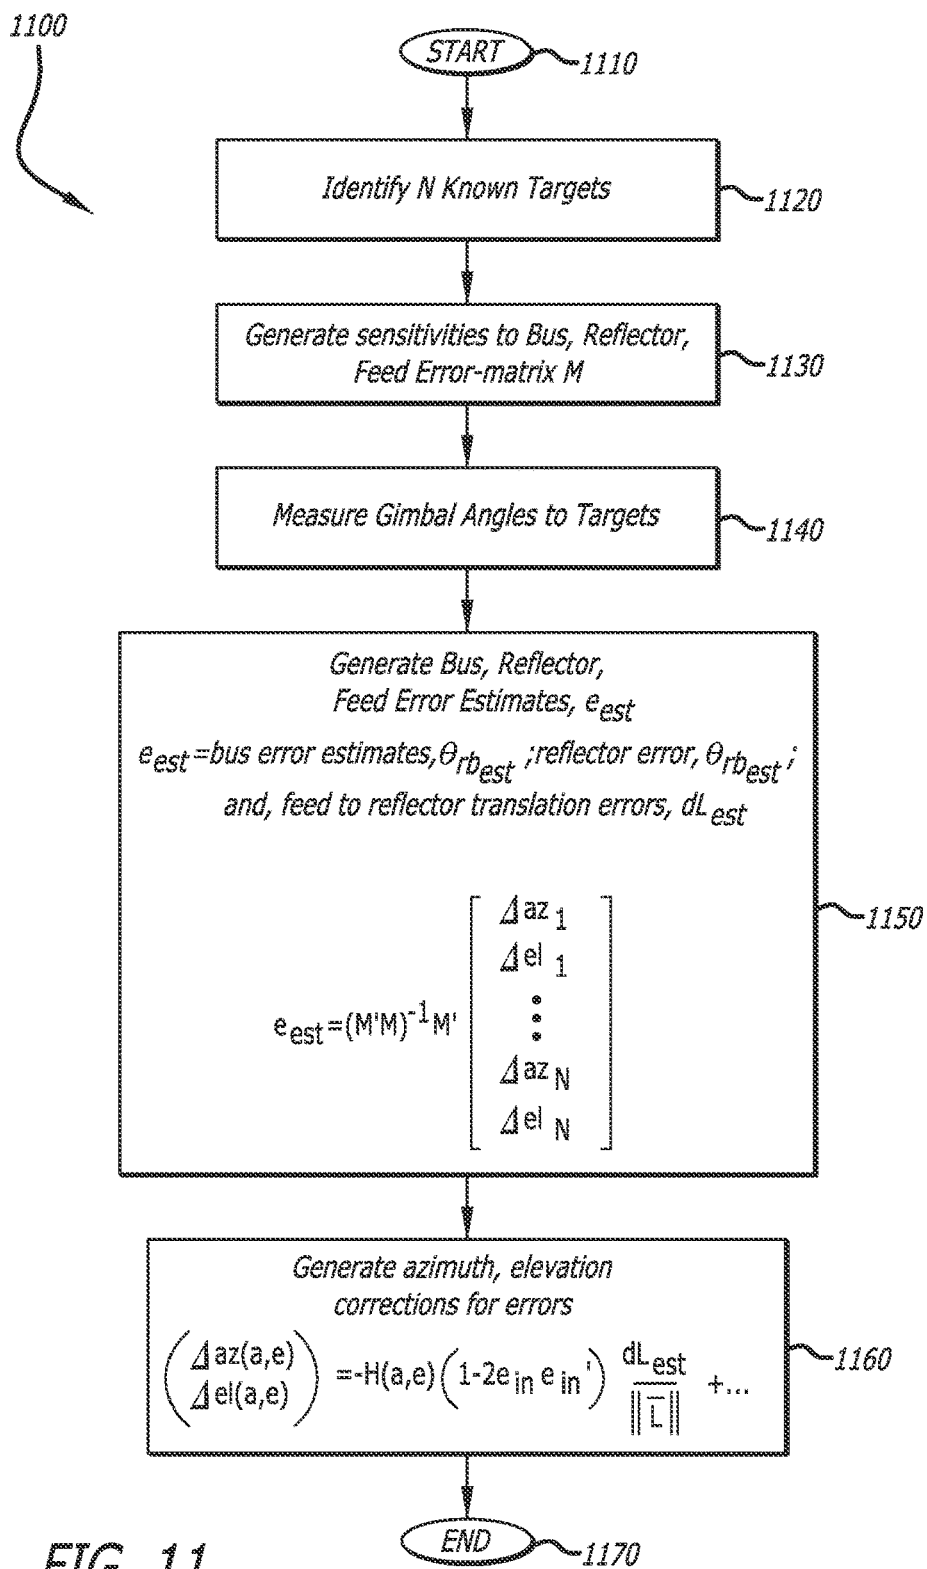 1100
START
1110
Identify N Known Targets
1120
Generate sensitivities to Bus, Reflector,
Feed Error-matrix M
1130
Measure Gimbal Angles to Targets
1140
Generate Bus, Reflector,
Feed Error Estimates, e_est
e_est=bus error estimates,θ_rb_est ;reflector error, θ_rb_est ;
and, feed to reflector translation errors, dL_est
e_est=(M'M)^-1 M' [
Δaz_1
Δel_1
⋮
Δaz_N
Δel_N
]
1150
Generate azimuth, elevation
corrections for errors
(Δaz(a,e) Δel(a,e)) =-H(a,e)(1-2e_in e_in') dL_est / ‖L̅‖ +...
1160
END
1170
FIG. 11